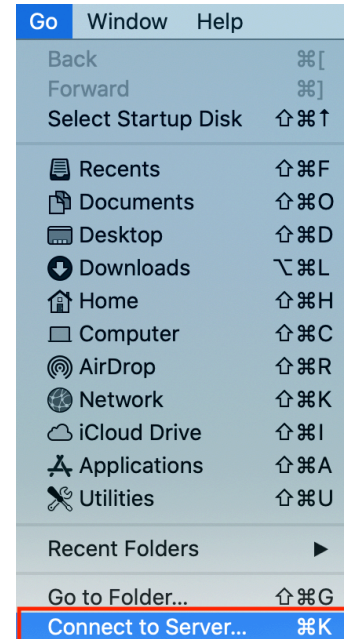 Go Window Help
Back ⌘[
Forward ⌘]
Select Startup Disk ⇧⌘↑
Recents ⇧⌘F
Documents ⇧⌘O
Desktop ⇧⌘D
Downloads ⌥⌘L
Home ⇧⌘H
Computer ⇧⌘C
AirDrop ⇧⌘R
Network ⇧⌘K
iCloud Drive ⇧⌘I
Applications ⇧⌘A
Utilities ⇧⌘U
Recent Folders ▶
Go to Folder... ⇧⌘G
Connect to Server... ⌘K